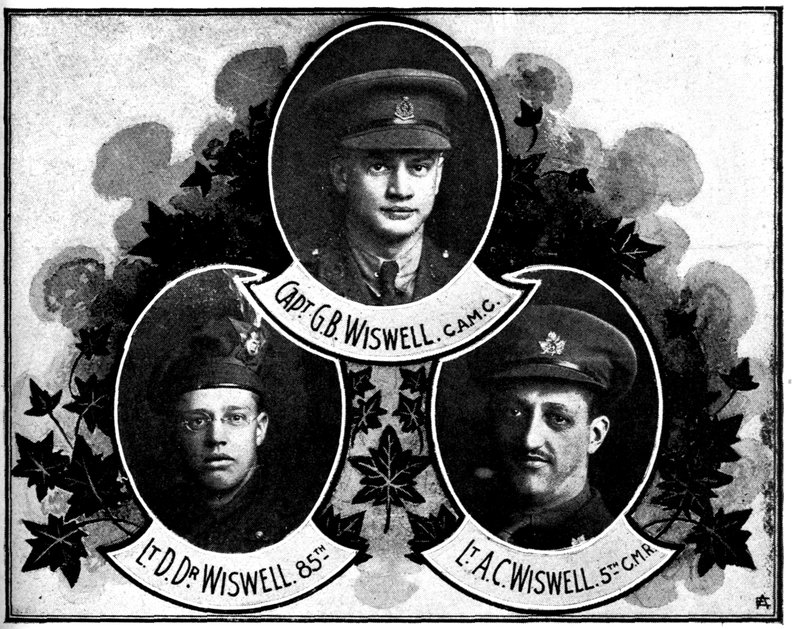 CAPT. G.B. WISWELL. C.A.M.C.
LT D.DR WISWELL. 85TH
LT A.C. WISWELL. 5TH C.M.R.